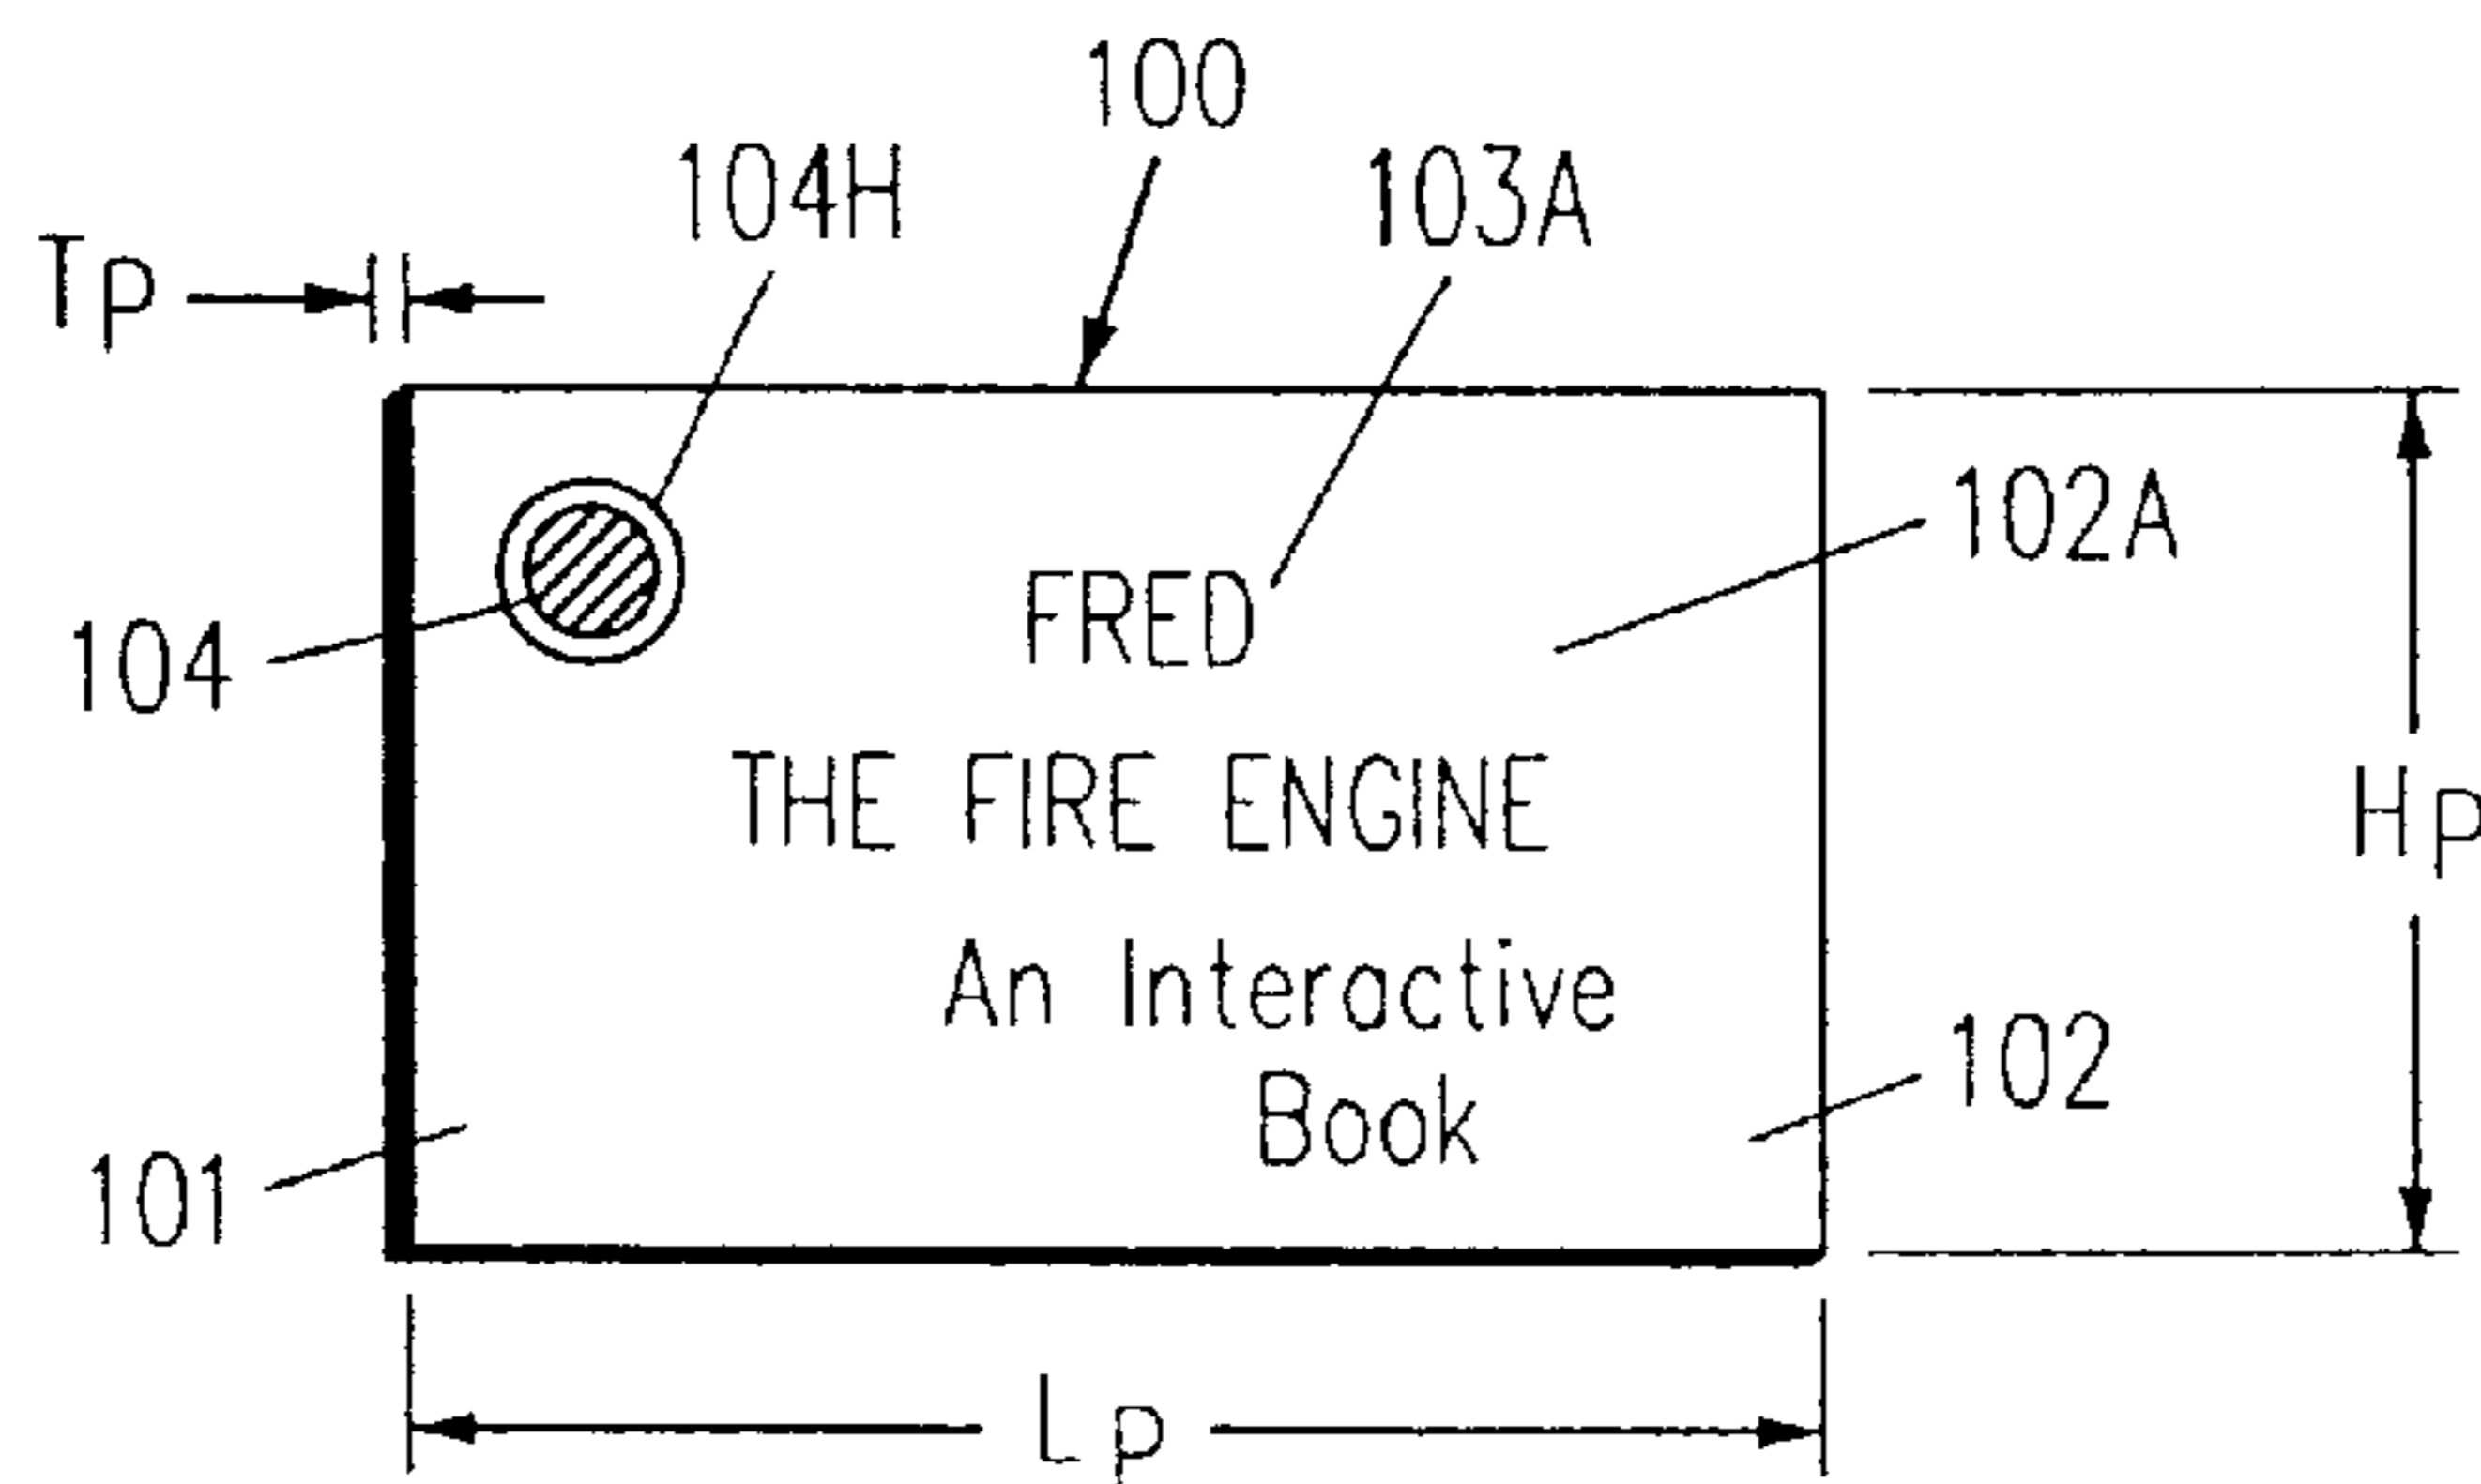 100
104H
103A
Tp
102A
FRED
104
THE FIRE ENGINE
Hp
An Interactive
102
Book
101
Lp